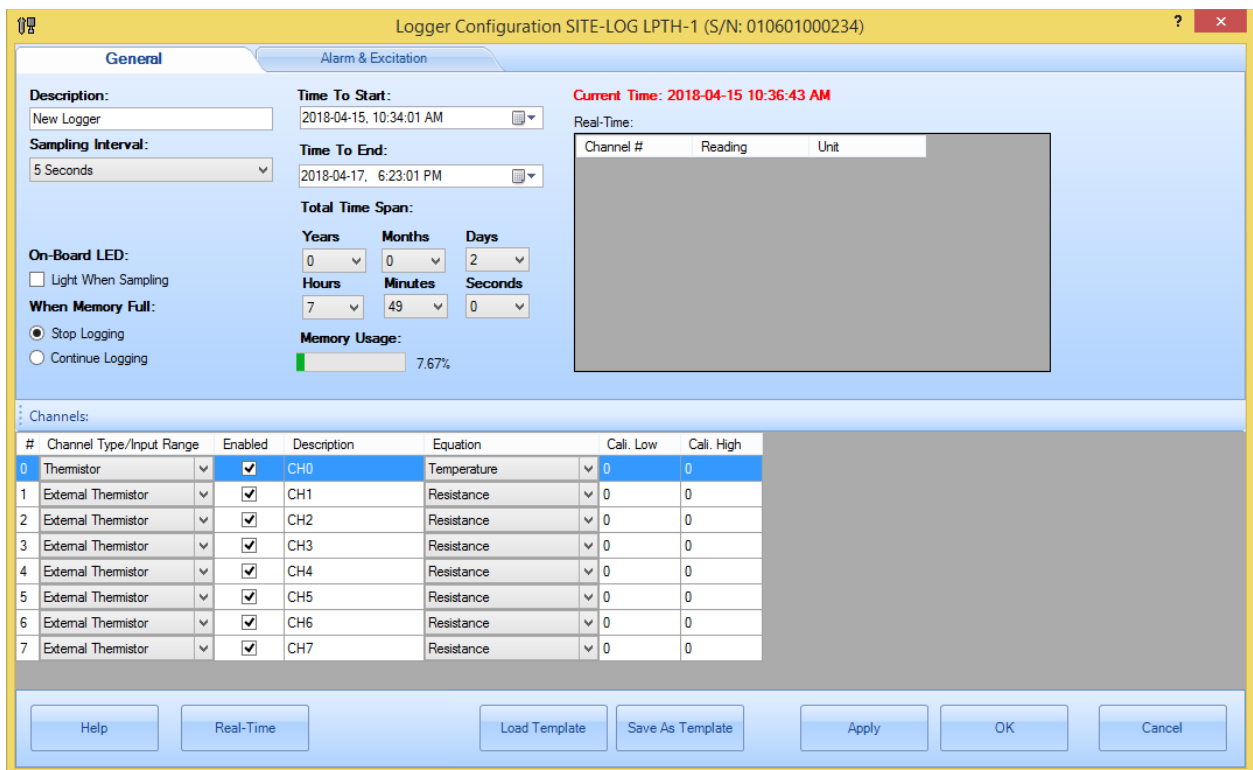 Logger Configuration SITE-LOG LPTH-1 (S/N: 010601000234)
?
General
Alarm & Excitation
Description:
New Logger
Sampling Interval:
5 Seconds
On-Board LED:
Light When Sampling
When Memory Full:
Stop Logging
Continue Logging
Time To Start:
2018-04-15, 10:34:01 AM
Time To End:
2018-04-17, 6:23:01 PM
Total Time Span:
Years Months Days
0 0 2
Hours Minutes Seconds
7 49 0
Memory Usage:
7.67%
Current Time: 2018-04-15 10:36:43 AM
Real-Time:
Channel # Reading Unit
Channels:
# Channel Type/Input Range Enabled Description Equation Cali. Low Cali. High
0 Thermistor CH0 Temperature 0 0
1 External Thermistor CH1 Resistance 0 0
2 External Thermistor CH2 Resistance 0 0
3 External Thermistor CH3 Resistance 0 0
4 External Thermistor CH4 Resistance 0 0
5 External Thermistor CH5 Resistance 0 0
6 External Thermistor CH6 Resistance 0 0
7 External Thermistor CH7 Resistance 0 0
Help Real-Time Load Template Save As Template Apply OK Cancel